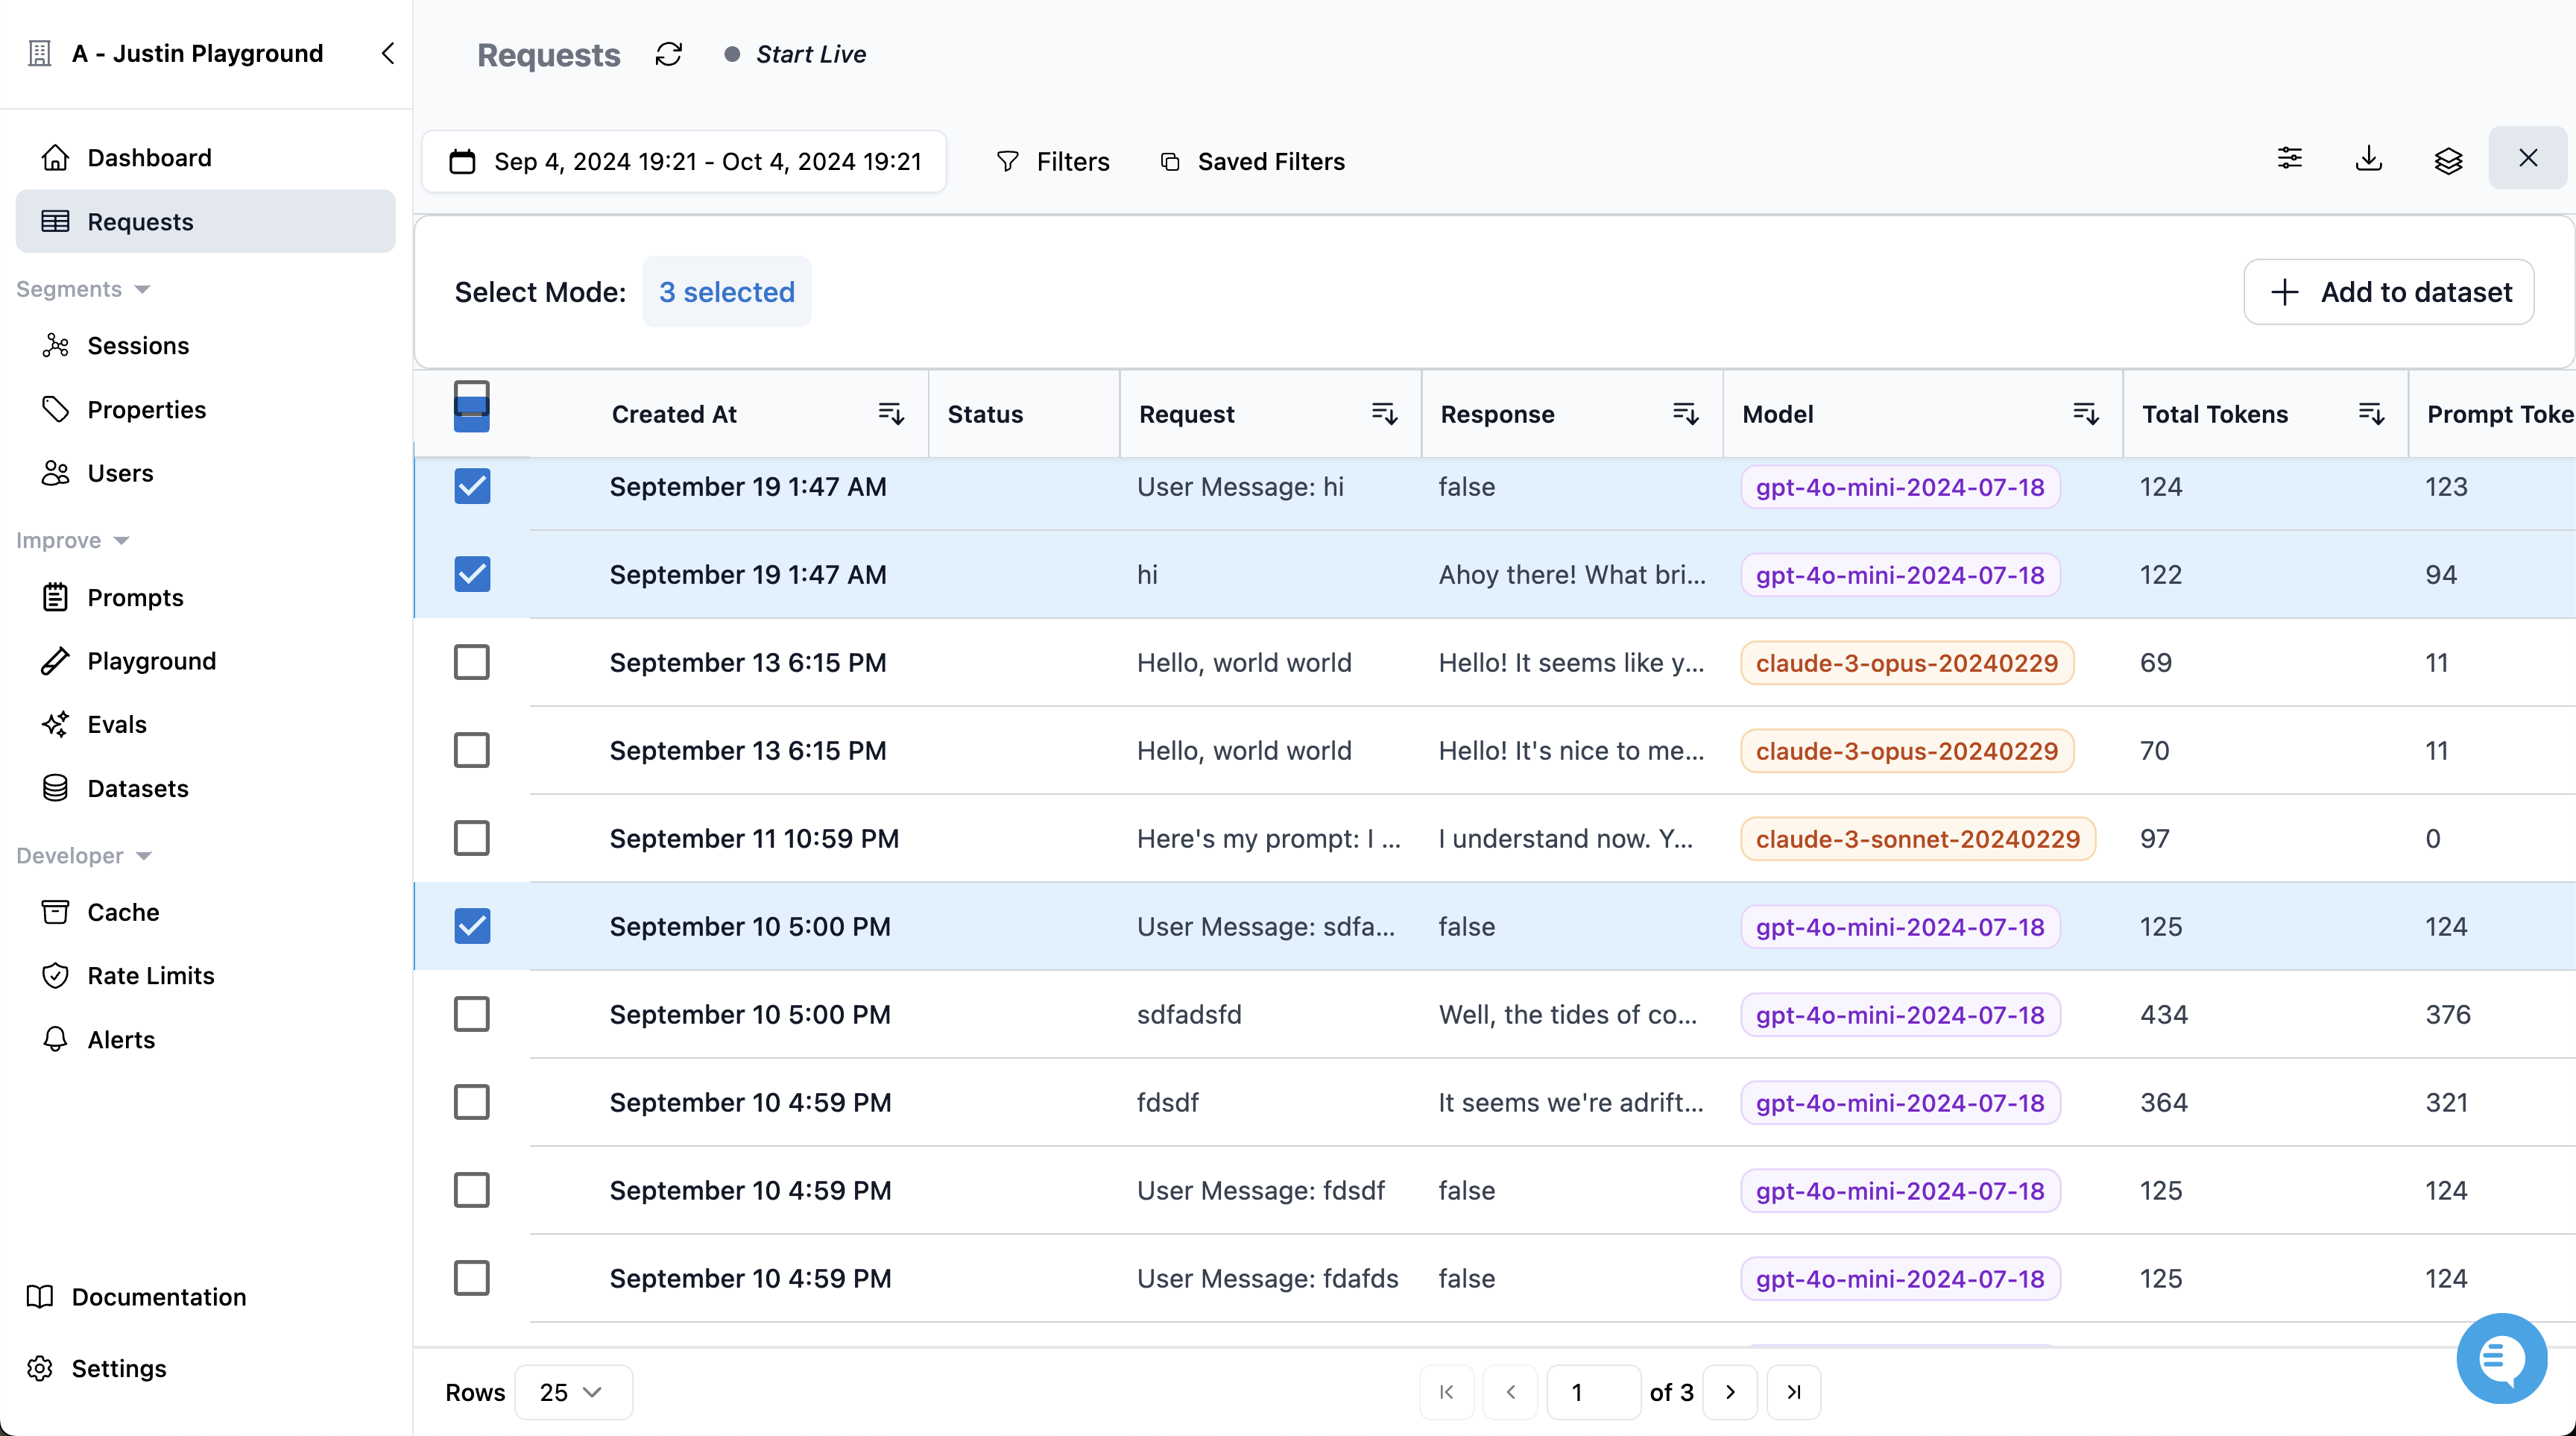 A - Justin Playground
Dashboard
Requests
Segments
Sessions
Properties
Users
Improve
Prompts
Playground
Evals
Datasets
Developer
Cache
Rate Limits
Alerts
Documentation
Settings
Requests Start Live
Sep 4, 2024 19:21 - Oct 4, 2024 19:21 Filters Saved Filters
Select Mode: 3 selected Add to dataset
Created At Status Request Response Model Total Tokens Prompt Toke
September 19 1:47 AM User Message: hi false gpt-4o-mini-2024-07-18 124 123
September 19 1:47 AM hi Ahoy there! What bri... gpt-4o-mini-2024-07-18 122 94
September 13 6:15 PM Hello, world world Hello! It seems like y... claude-3-opus-20240229 69 11
September 13 6:15 PM Hello, world world Hello! It's nice to me... claude-3-opus-20240229 70 11
September 11 10:59 PM Here's my prompt: I ... I understand now. Y... claude-3-sonnet-20240229 97 0
September 10 5:00 PM User Message: sdfa... false gpt-4o-mini-2024-07-18 125 124
September 10 5:00 PM sdfadsfd Well, the tides of co... gpt-4o-mini-2024-07-18 434 376
September 10 4:59 PM fdsdf It seems we're adrift... gpt-4o-mini-2024-07-18 364 321
September 10 4:59 PM User Message: fdsdf false gpt-4o-mini-2024-07-18 125 124
September 10 4:59 PM User Message: fdafds false gpt-4o-mini-2024-07-18 125 124
Rows 25 1 of 3